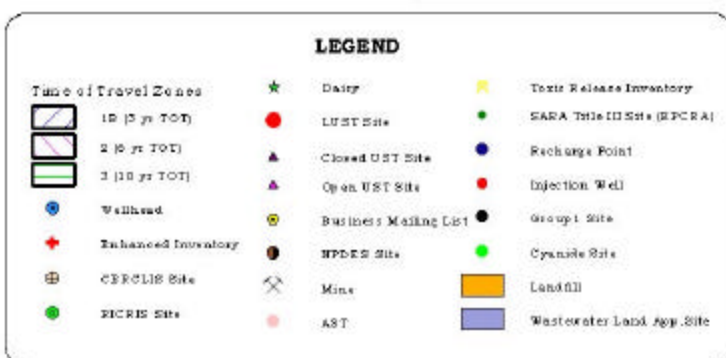 LEGEND
Time of Travel Zones
1B (3 yr TOT)
2 (6 yr TOT)
3 (10 yr TOT)
Wellhead
Enhanced Inventory
CERCLIS Site
RICRIS Site
Dairy
LUST Site
Closed UST Site
Open UST Site
Business Mailing List
NPDES Site
Mine
AST
Toxic Release Inventory
SARA Title III Site (EPCRA)
Recharge Point
Injection Well
Group1 Site
Cyanide Site
Landfill
Wastewater Land App. Site